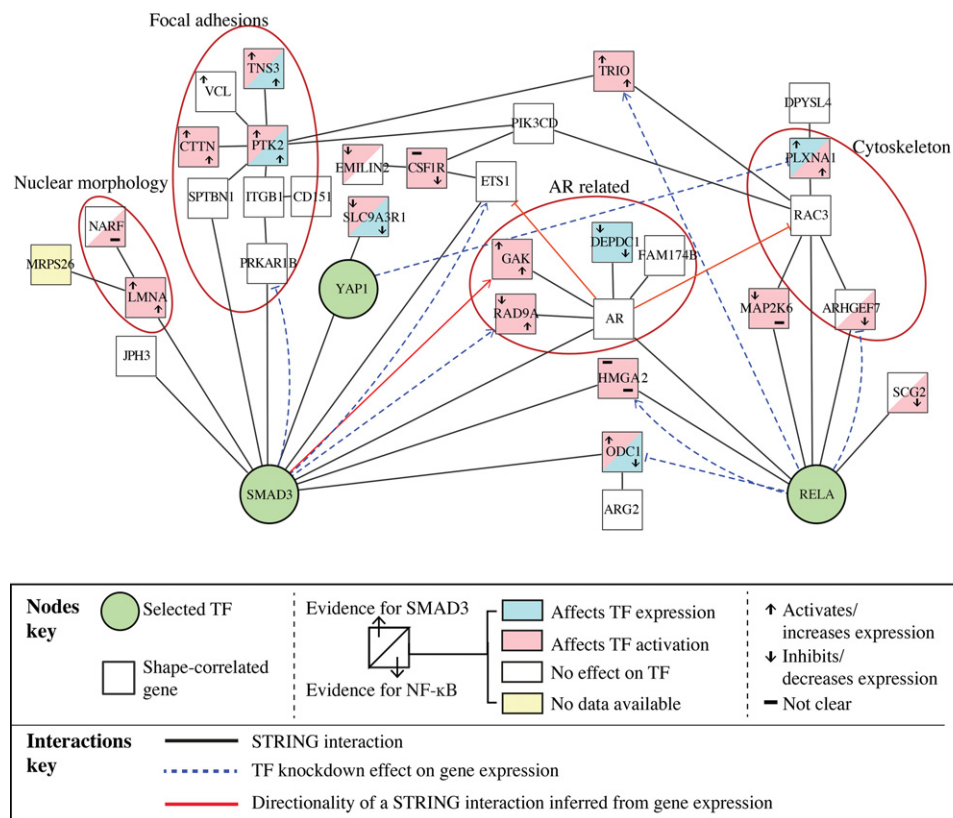 Focal adhesions
TNS3
VCL
TRIO
DPYSL4
PIK3CD
CTTN
PTK2
PLXNA1
Cytoskeleton
EMILIN2
CSF1R
Nuclear morphology
SPTBN1
ITGB1
CD151
ETS1
AR related
RAC3
SLC9A3R1
NARF
DEPDC1
GAK
FAM174B
MRPS26
PRKAR1B
LMNA
YAP1
RAD9A
AR
MAP2K6
ARHGEF7
JPH3
HMGA2
SCG2
ODC1
SMAD3
RELA
ARG2
Nodes
key
Selected TF
Shape-correlated
gene
Evidence for SMAD3
Evidence for NF-κB
Affects TF expression
Affects TF activation
No effect on TF
No data available
Activates/
increases expression
Inhibits/
decreases expression
Not clear
Interactions
key
STRING interaction
TF knockdown effect on gene expression
Directionality of a STRING interaction inferred from gene expression